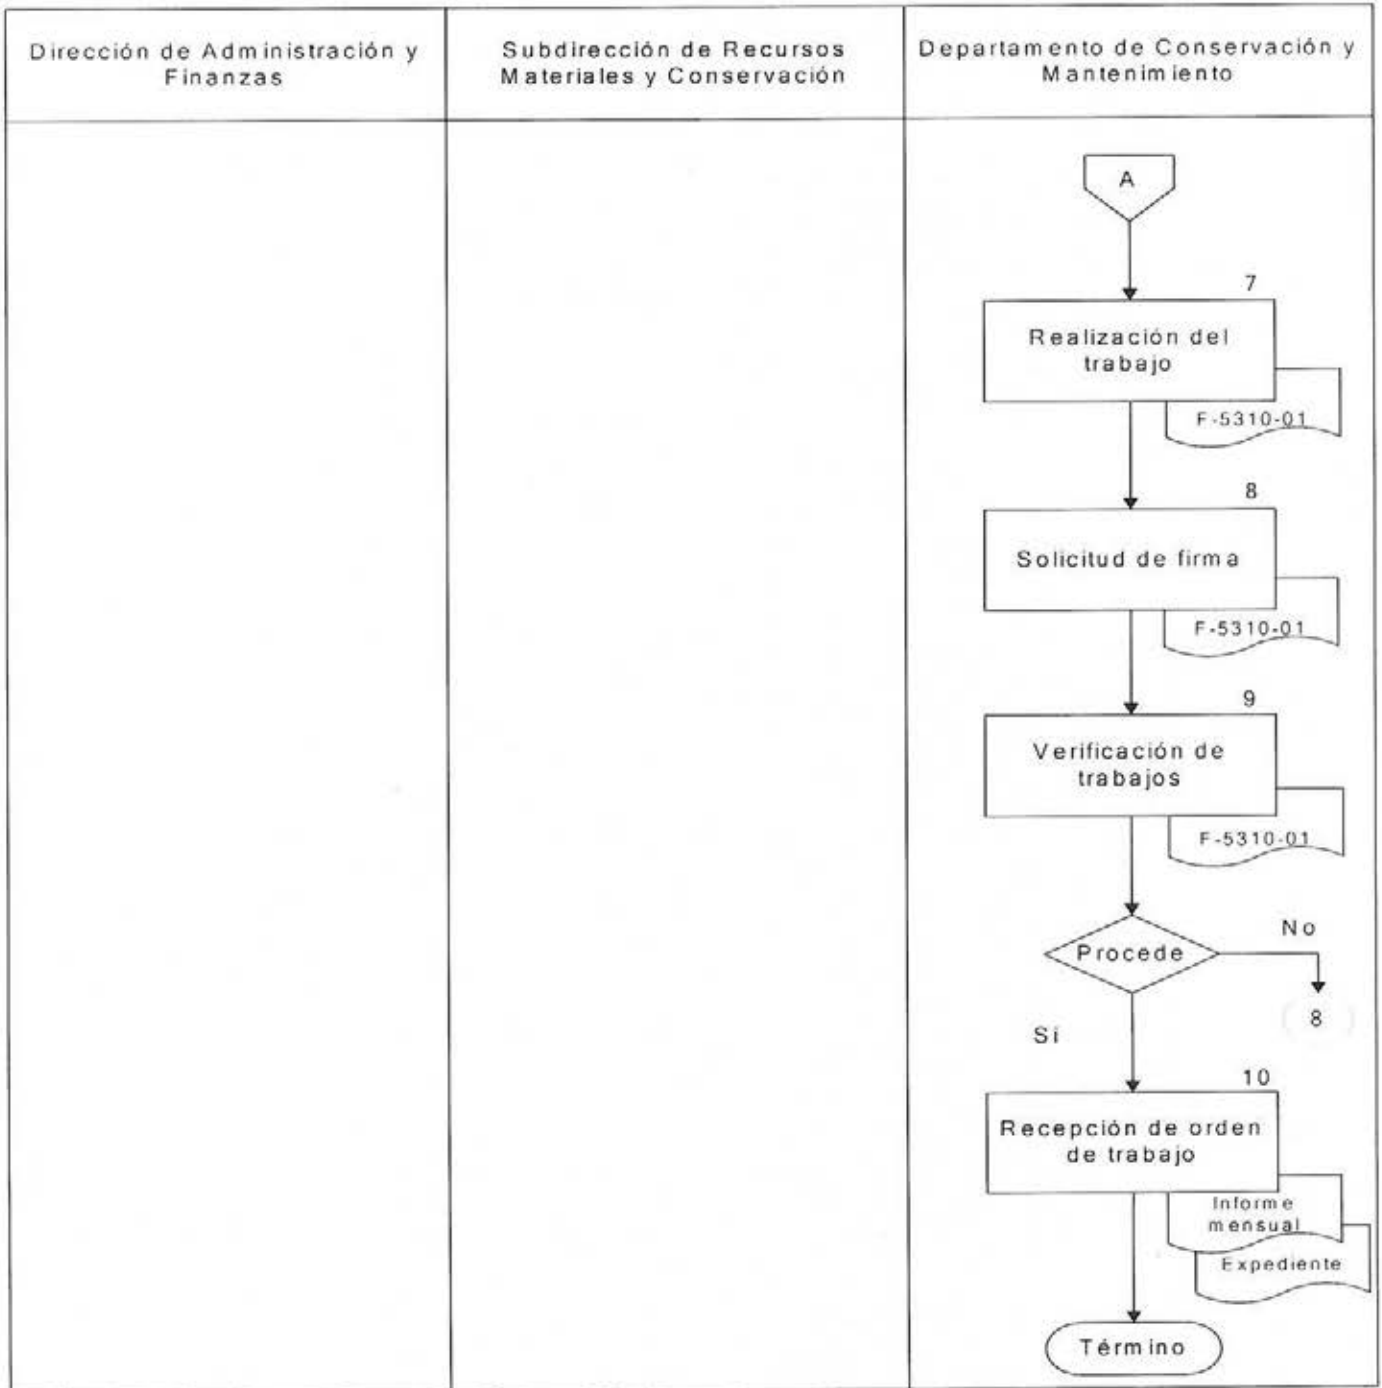 Dirección de Administración y
Finanzas
Subdirección de Recursos
Materiales y Conservación
Departamento de Conservación y
Mantenimiento
A
7
Realización del
trabajo
F-5310-01
8
Solicitud de firma
F-5310-01
9
Verificación de
trabajos
F-5310-01
Procede
No
8
Sí
10
Recepción de orden
de trabajo
Informe
mensual
Expediente
Término